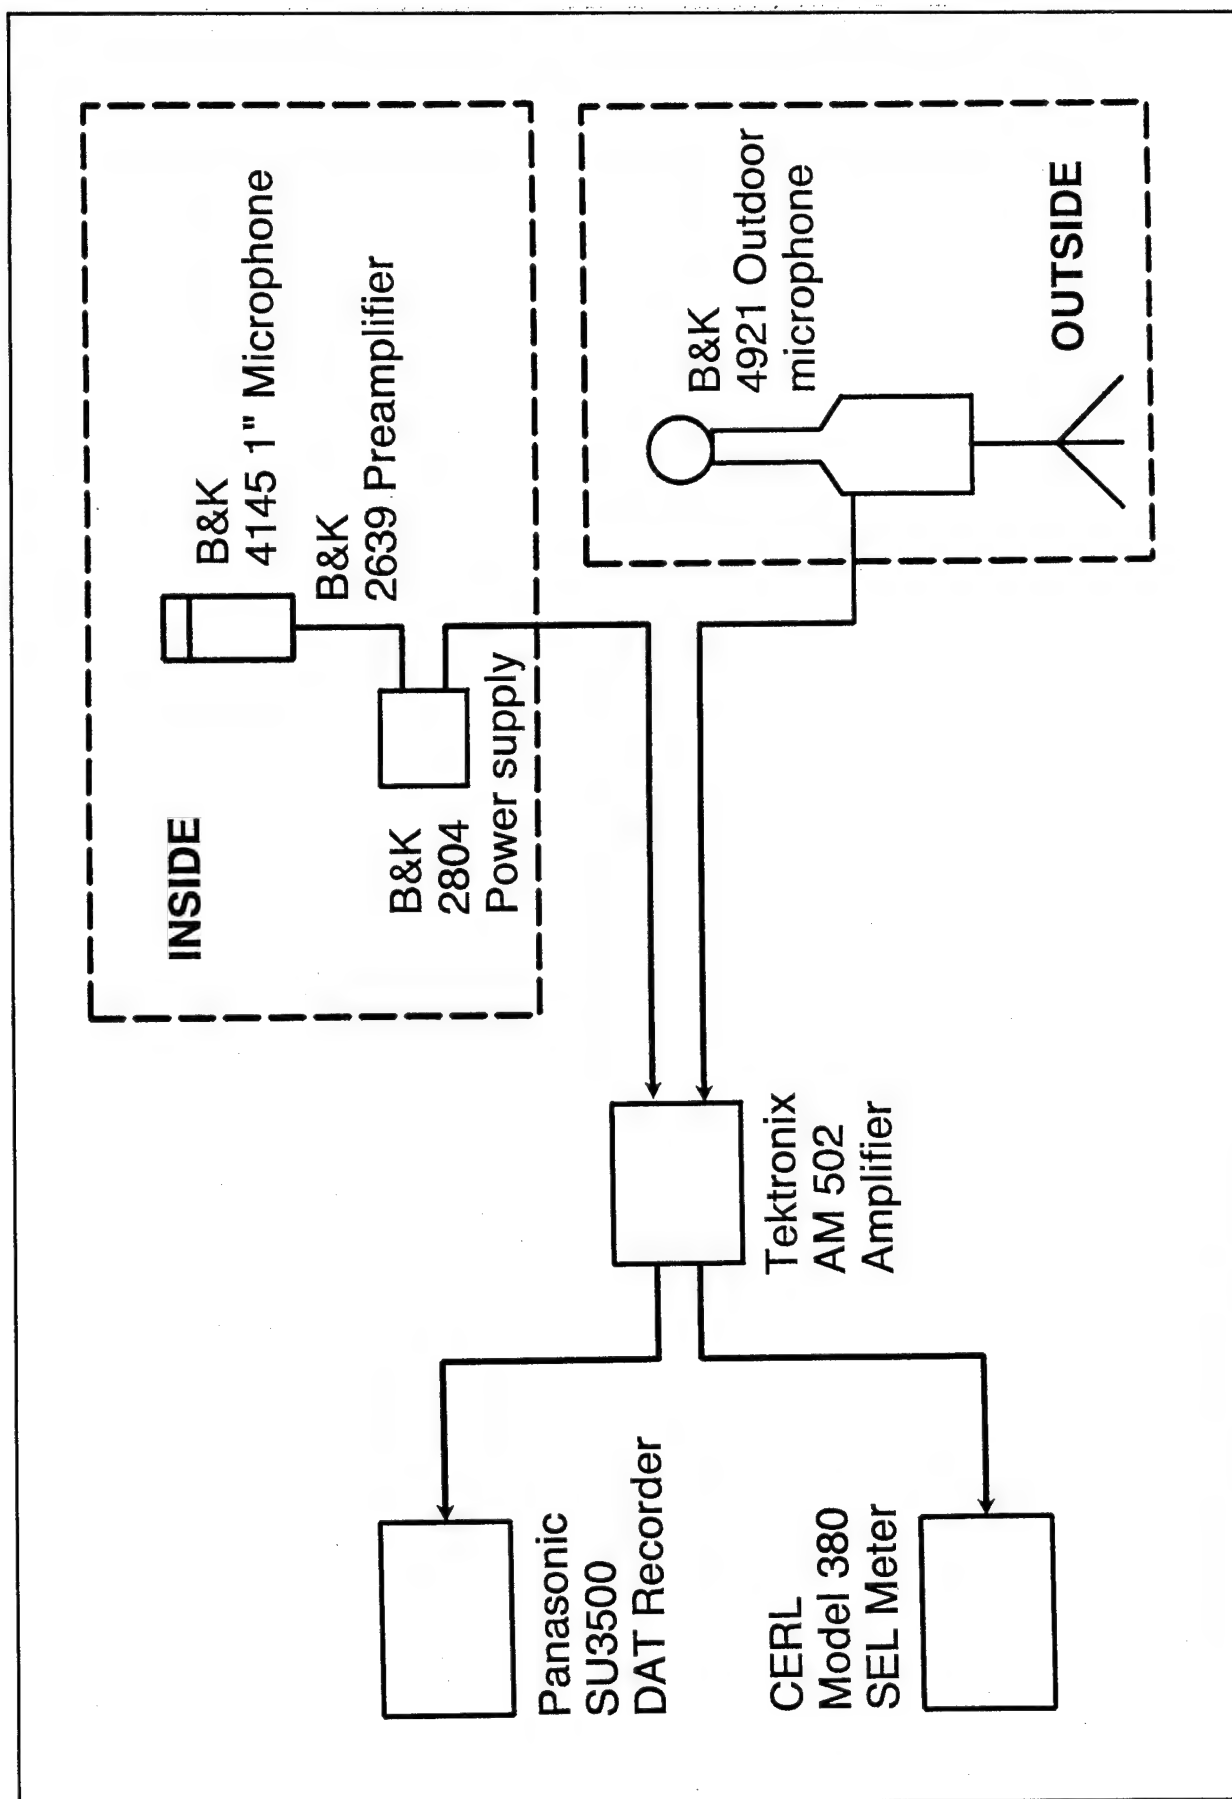 INSIDE
B&K
4145 1" Microphone
B&K
2639 Preamplifier
B&K
2804
Power supply
B&K
4921 Outdoor
microphone
OUTSIDE
Tektronix
AM 502
Amplifier
Panasonic
SU3500
DAT Recorder
CERL
Model 380
SEL Meter